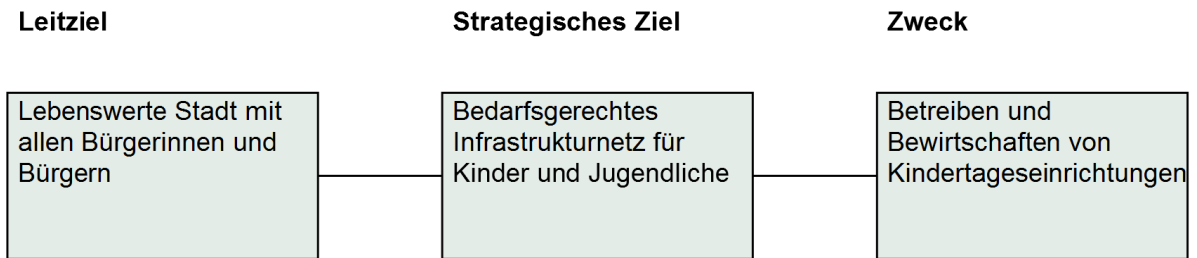 Leitziel
Strategisches Ziel
Zweck
Lebenswerte Stadt mit
allen Bürgerinnen und
Bürgern
Bedarfsgerechtes
Infrastrukturnetz für
Kinder und Jugendliche
Betreiben und
Bewirtschaften von
Kindertageseinrichtungen